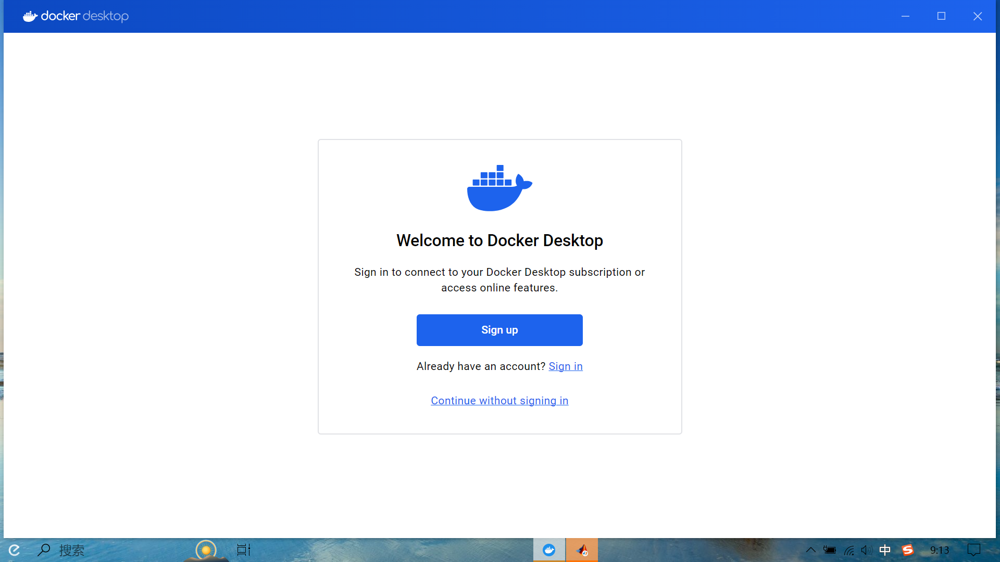 docker desktop
Welcome to Docker Desktop
Sign in to connect to your Docker Desktop subscription or
access online features.
Sign up
Already have an account? Sign in
Continue without signing in
搜索
中
9:13